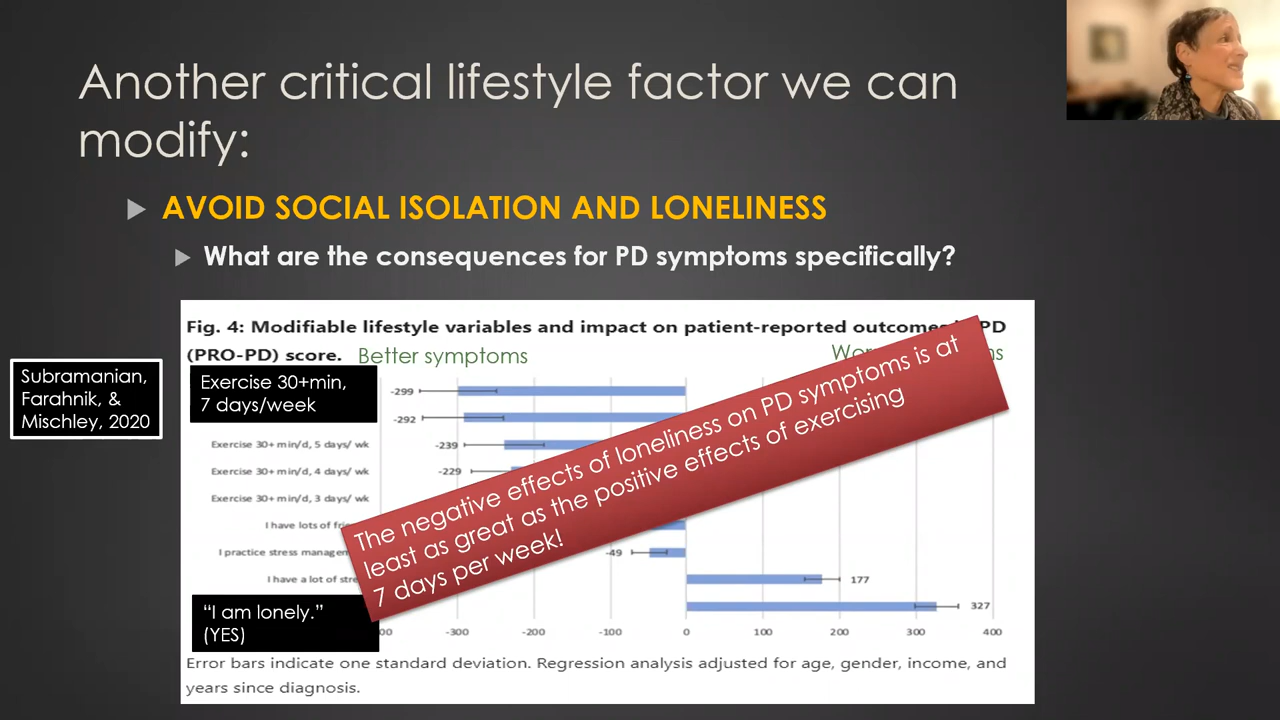 Another critical lifestyle factor we can
modify:
AVOID SOCIAL ISOLATION AND LONELINESS
What are the consequences for PD symptoms specifically?
Subramanian,
Farahnik, &
Mischley, 2020
Fig. 4: Modifiable lifestyle variables and impact on patient-reported outcomes PD
(PRO-PD) score. Better symptoms
Exercise 30+min,
7 days/week
-299
-292
Exercise 30+ min/d, 5 days/ wk -239
Exercise 30+ min/d, 4 days/ wk -229
Exercise 30+ min/d, 3 days/ wk
I have lots of
I practice stress
-49
I have a lot of
177
"I am lonely."
(YES)
327
-300 -200 -100 0 100 200 300 400
The negative effects of loneliness on PD symptoms is at
least as great as the positive effects of exercising
7 days per week!
Error bars indicate one standard deviation. Regression analysis adjusted for age, gender, income, and
years since diagnosis.